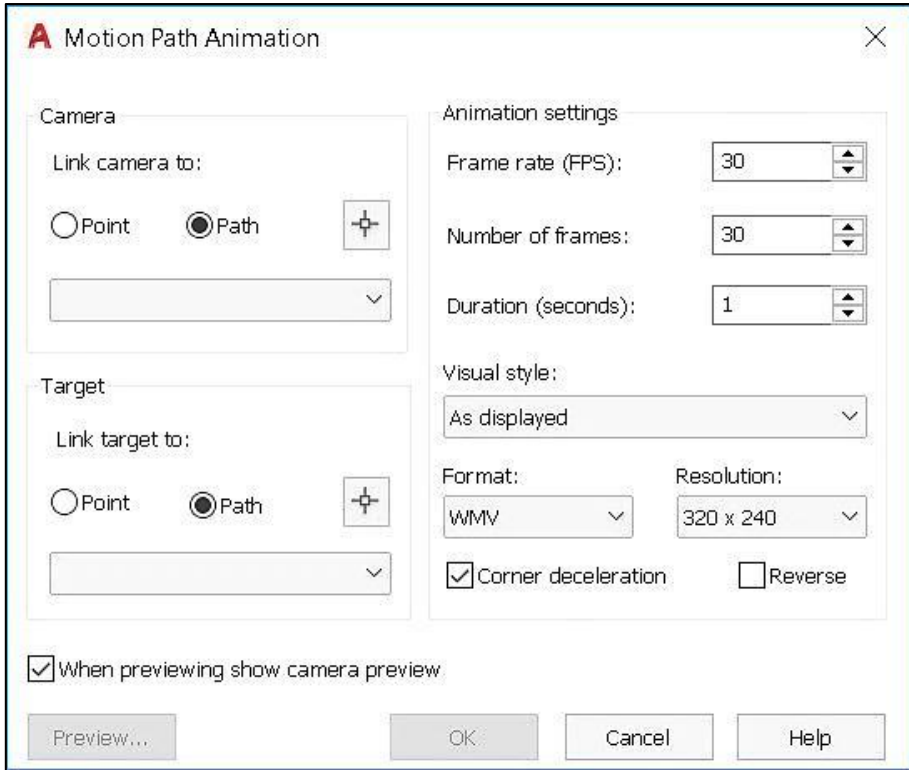 Motion Path Animation
Camera
Link camera to:
Point Path
Target
Link target to:
Point Path
Animation settings
Frame rate (FPS): 30
Number of frames: 30
Duration (seconds): 1
Visual style:
As displayed
Format: Resolution:
WMV 320 x 240
Corner deceleration Reverse
When previewing show camera preview
Preview... OK Cancel Help